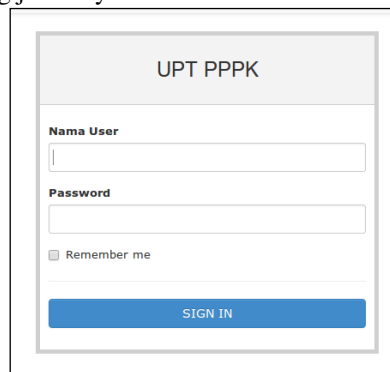 UPT PPPK
Nama User
Password
Remember me
SIGN IN